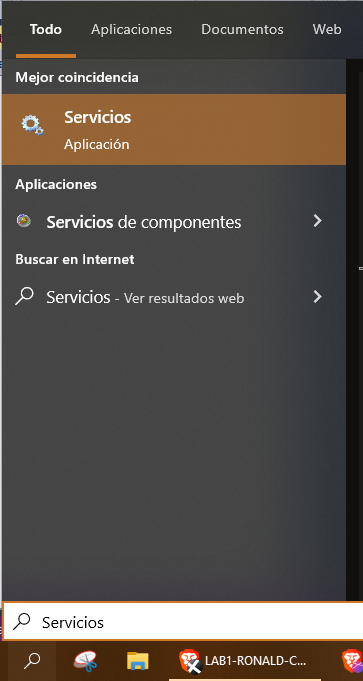 Todo Aplicaciones Documentos Web
Mejor coincidencia
Servicios
Aplicación
Aplicaciones
Servicios de componentes
Buscar en Internet
Servicios - Ver resultados web
Servicios
LAB1-RONALD-C...